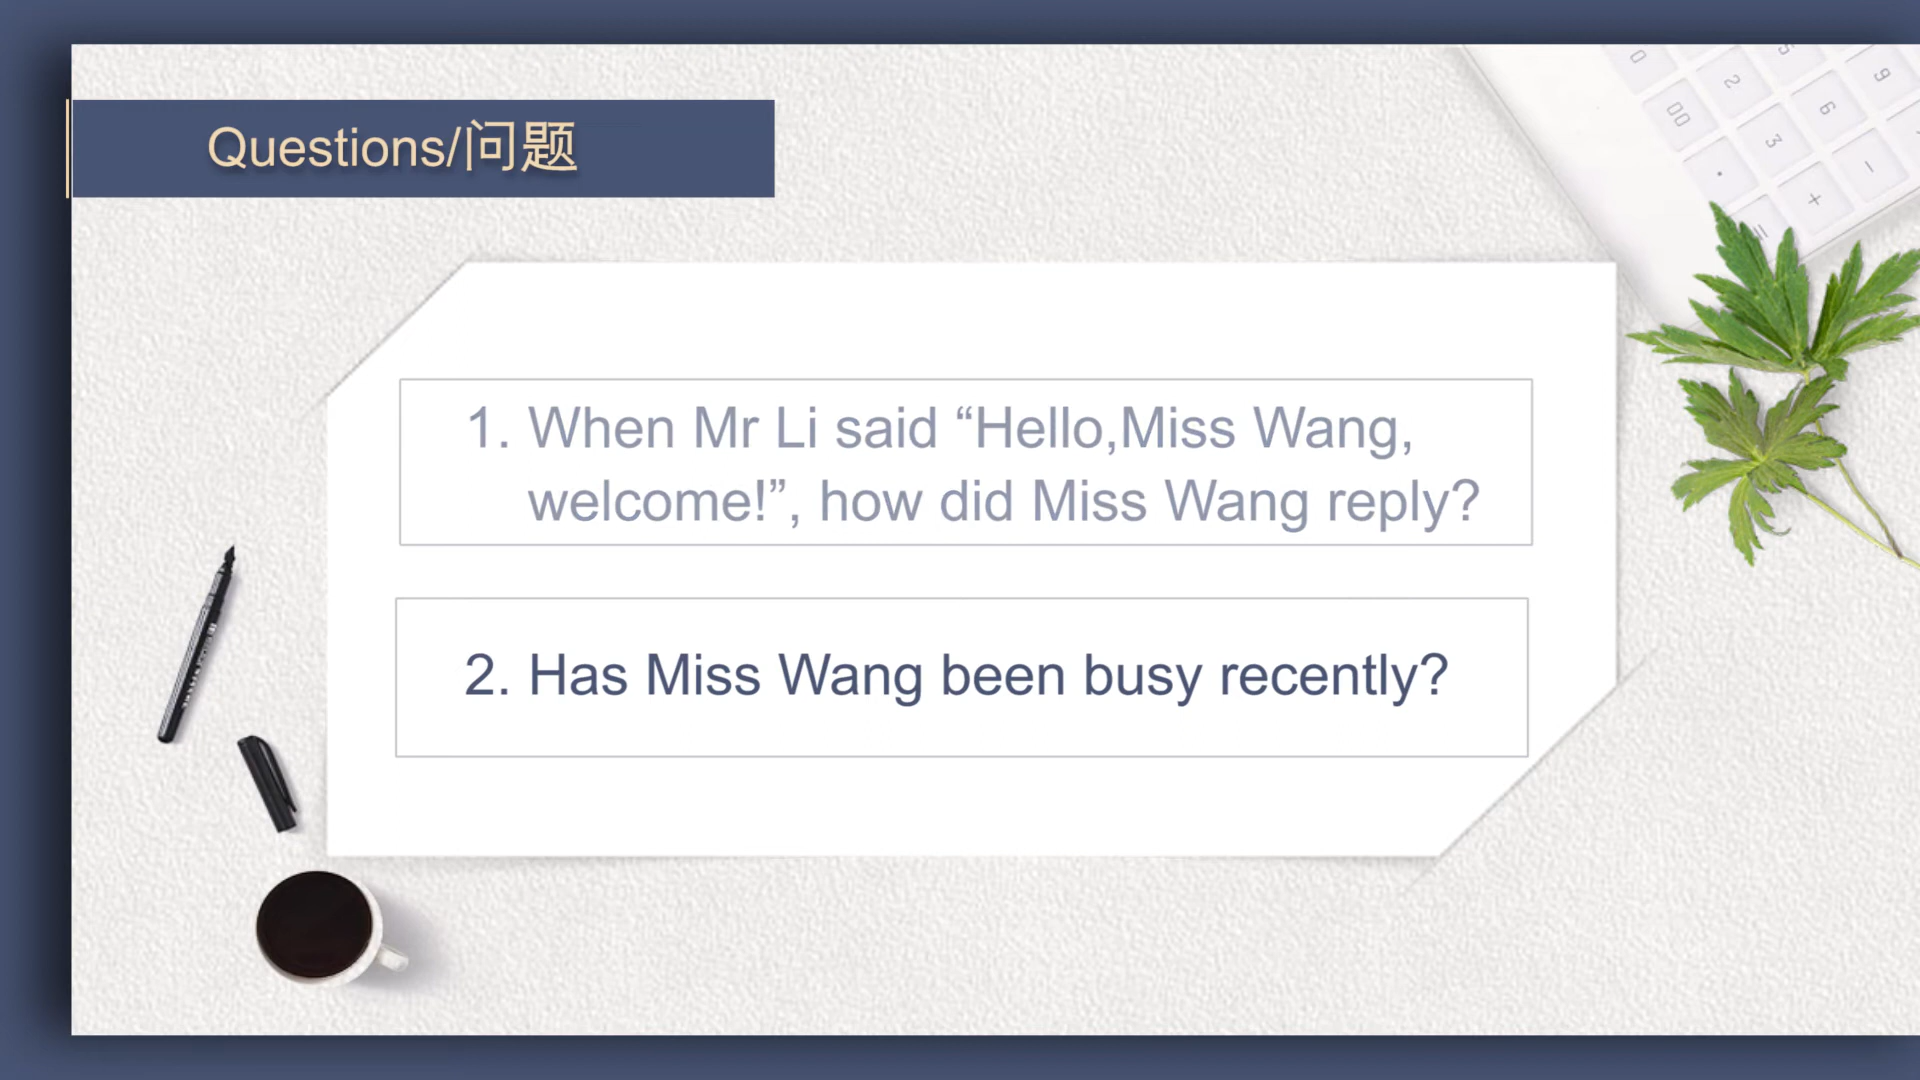 Questions/问题
1. When Mr Li said “Hello,Miss Wang,
welcome!”, how did Miss Wang reply?
2. Has Miss Wang been busy recently?